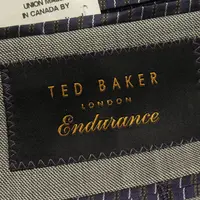 UNION MADE
IN CANADA BY
TED BAKER
LONDON
Endurance